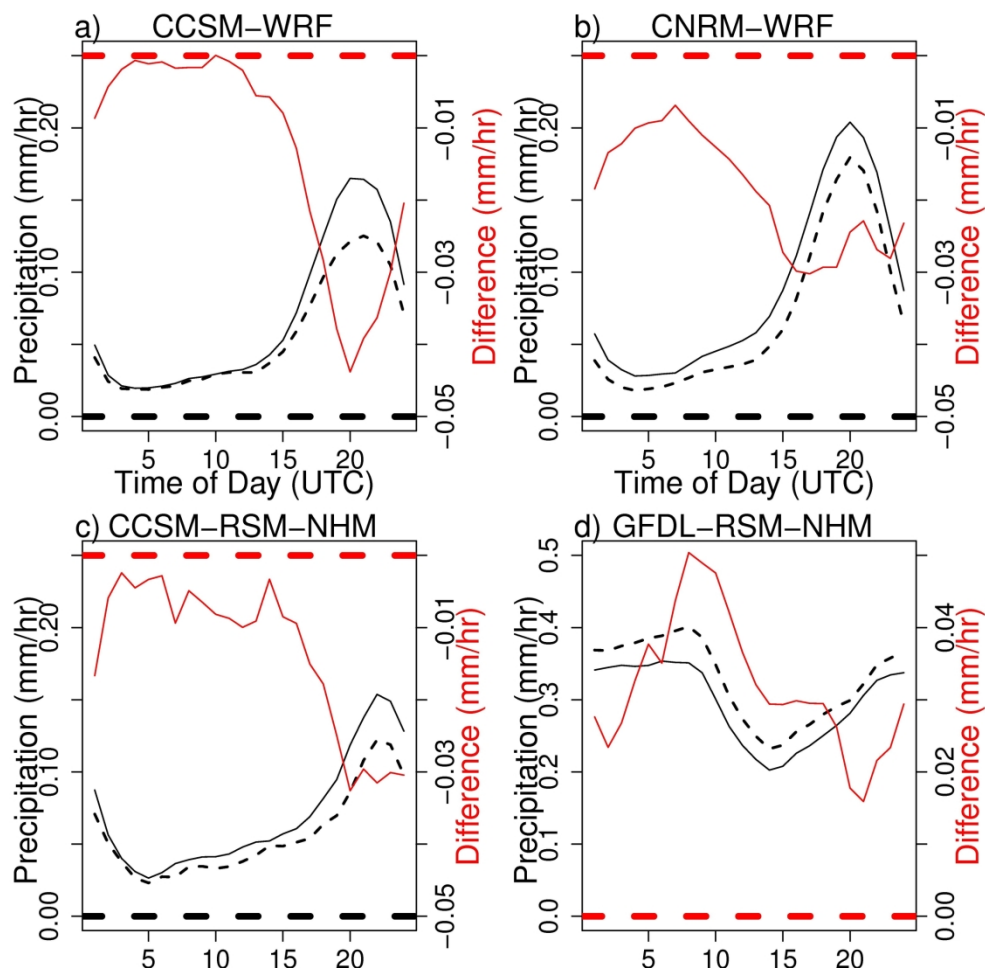 a) CCSM−WRF
b) CNRM−WRF
Precipitation (mm/hr)
0.00 0.10 0.20
−0.05 −0.03 −0.01
Difference (mm/hr)
Precipitation (mm/hr)
0.00 0.10 0.20
−0.05 −0.03 −0.01
Difference (mm/hr)
5 10 15 20
5 10 15 20
Time of Day (UTC)
Time of Day (UTC)
c) CCSM−RSM−NHM
d) GFDL−RSM−NHM
Precipitation (mm/hr)
0.00 0.10 0.20
−0.05 −0.03 −0.01
Difference (mm/hr)
Precipitation (mm/hr)
0.0 0.1 0.2 0.3 0.4 0.5
0.00 0.02 0.04
Difference (mm/hr)
5 10 15 20
5 10 15 20